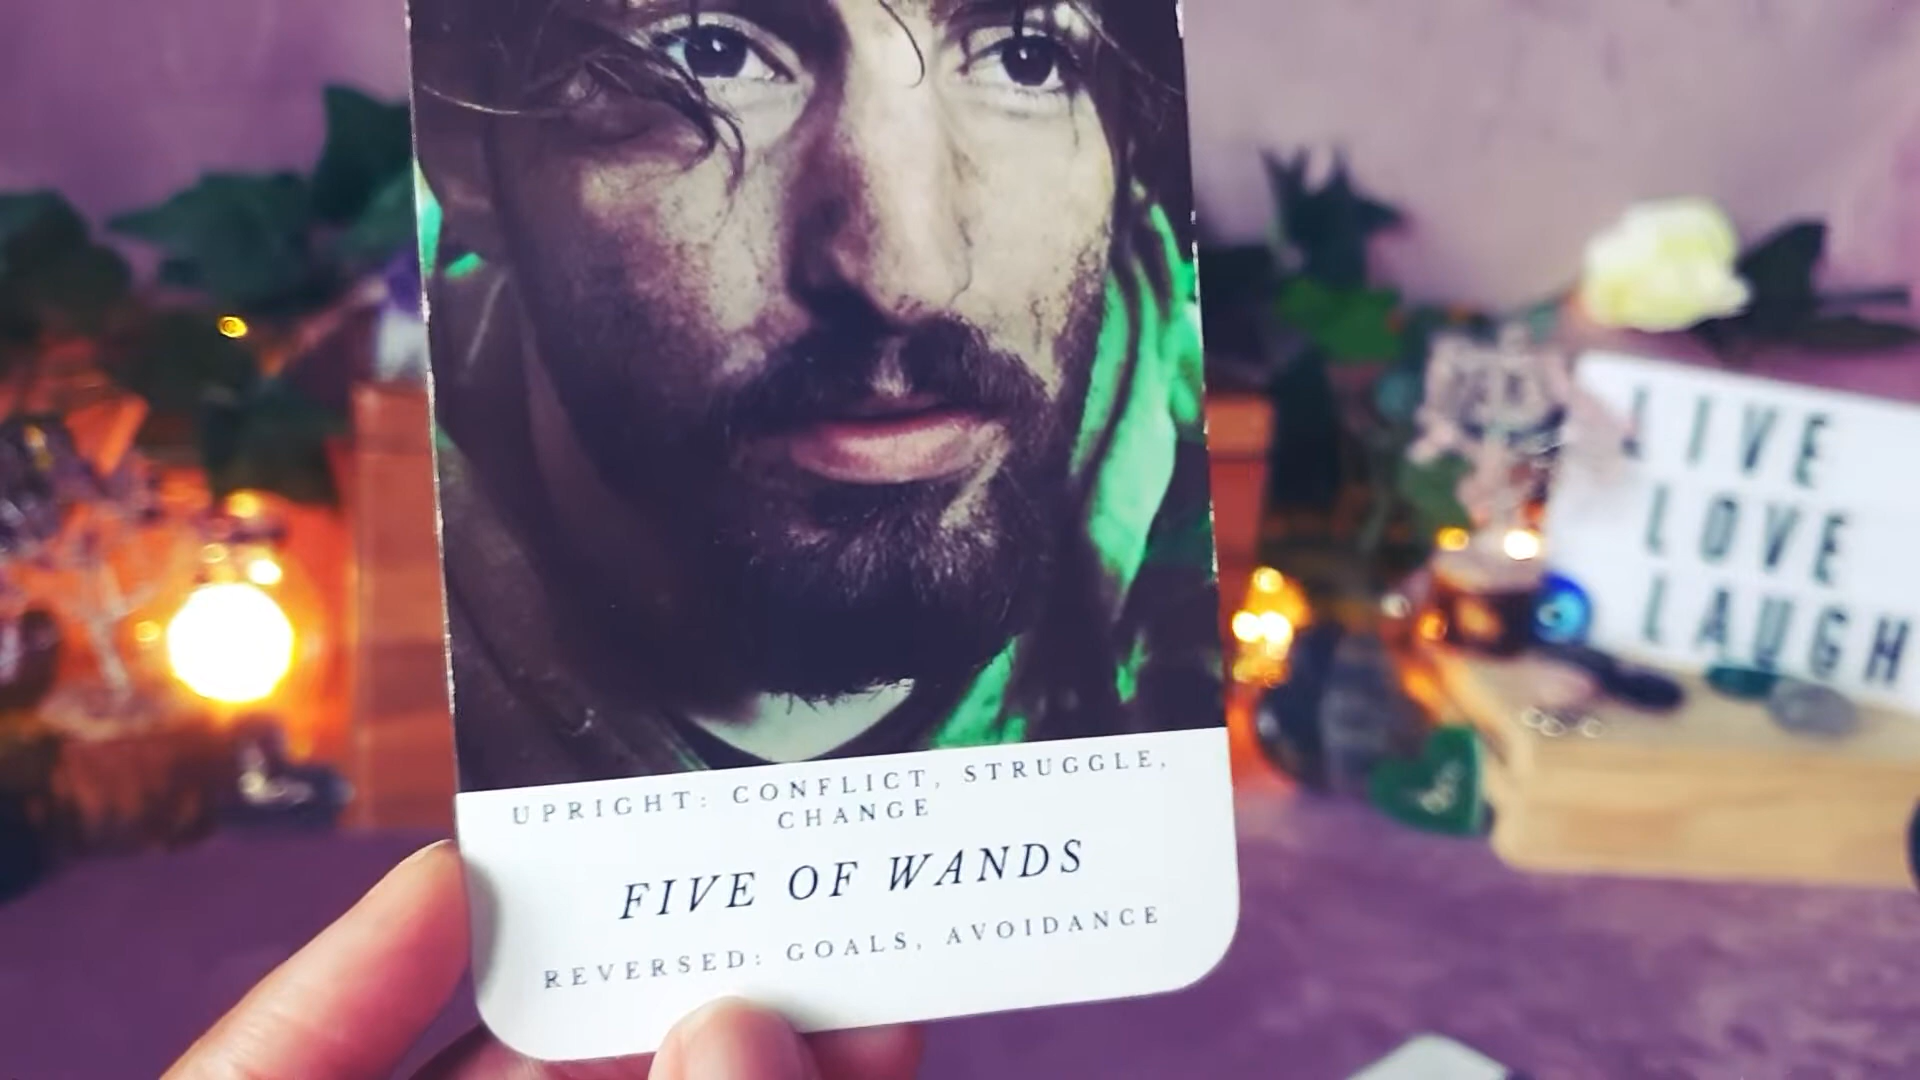 UPRIGHT: CONFLICT, STRUGGLE,
CHANGE
FIVE OF WANDS
REVERSED: GOALS, AVOIDANCE
LIVE
LOVE
LAUGH